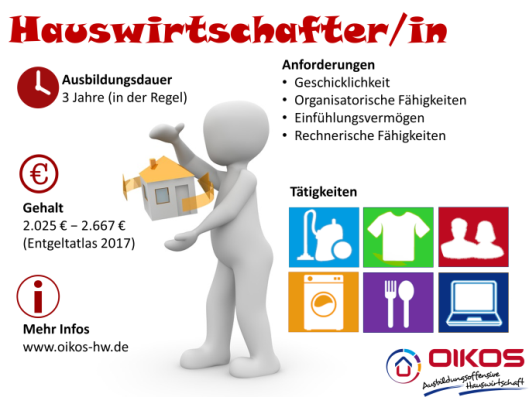 Hauswirtschafter/in
Ausbildungsdauer
3 Jahre (in der Regel)
Anforderungen
• Geschicklichkeit
• Organisatorische Fähigkeiten
• Einfühlungsvermögen
• Rechnerische Fähigkeiten
€
Gehalt
2.025 € – 2.667 €
(Entgeltatlas 2017)
Tätigkeiten
i
Mehr Infos
www.oikos-hw.de
OIKOS
Ausbildungsoffensive
Hauswirtschaft